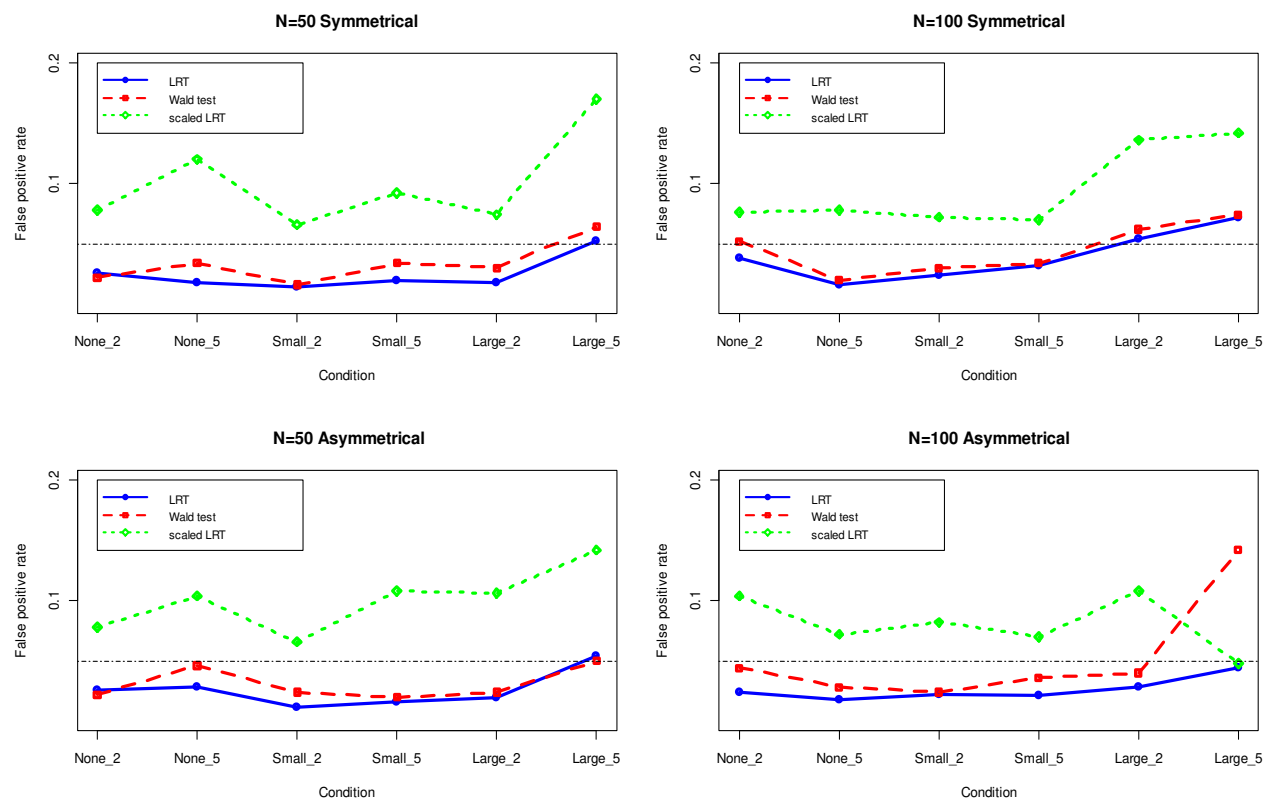 N=50 Symmetrical
False positive rate
0.2
0.1
LRT
Wald test
scaled LRT
None_2 None_5 Small_2 Small_5 Large_2 Large_5
Condition
N=100 Symmetrical
False positive rate
0.2
0.1
LRT
Wald test
scaled LRT
None_2 None_5 Small_2 Small_5 Large_2 Large_5
Condition
N=50 Asymmetrical
False positive rate
0.2
0.1
LRT
Wald test
scaled LRT
None_2 None_5 Small_2 Small_5 Large_2 Large_5
Condition
N=100 Asymmetrical
False positive rate
0.2
0.1
LRT
Wald test
scaled LRT
None_2 None_5 Small_2 Small_5 Large_2 Large_5
Condition